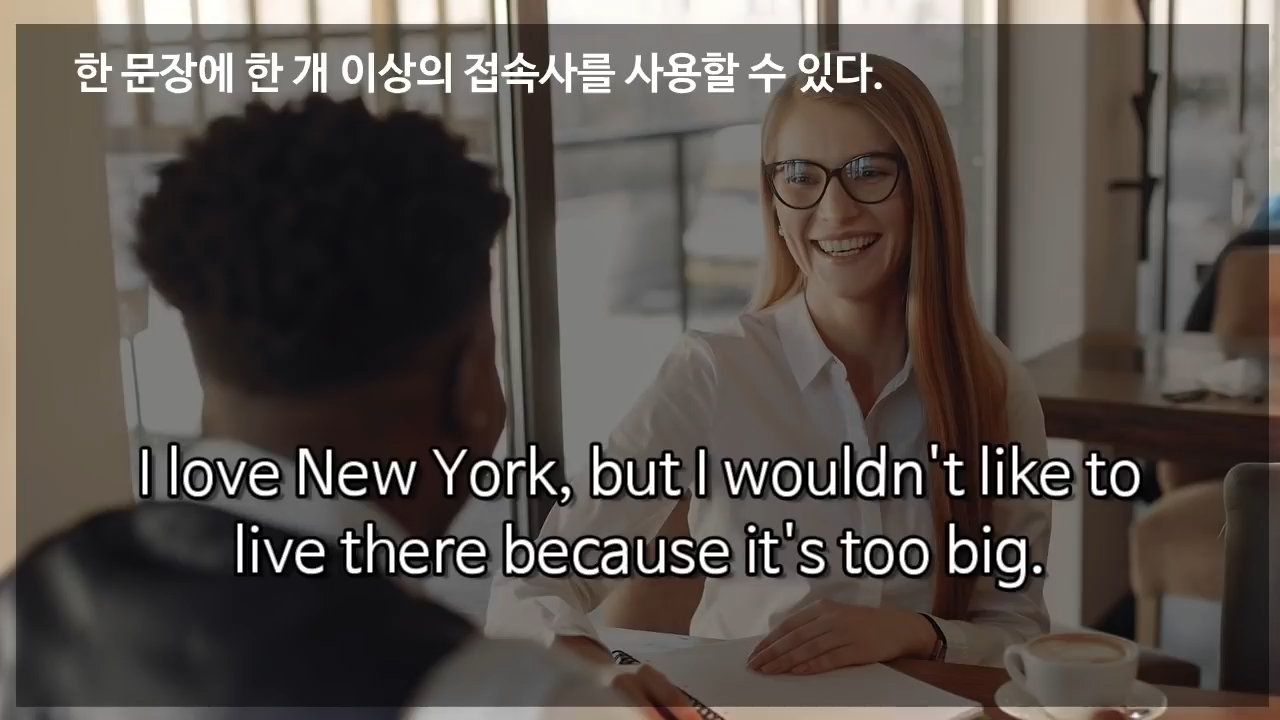 한 문장에 한 개 이상의 접속사를 사용할 수 있다.
I love New York, but I wouldn't like to
live there because it's too big.